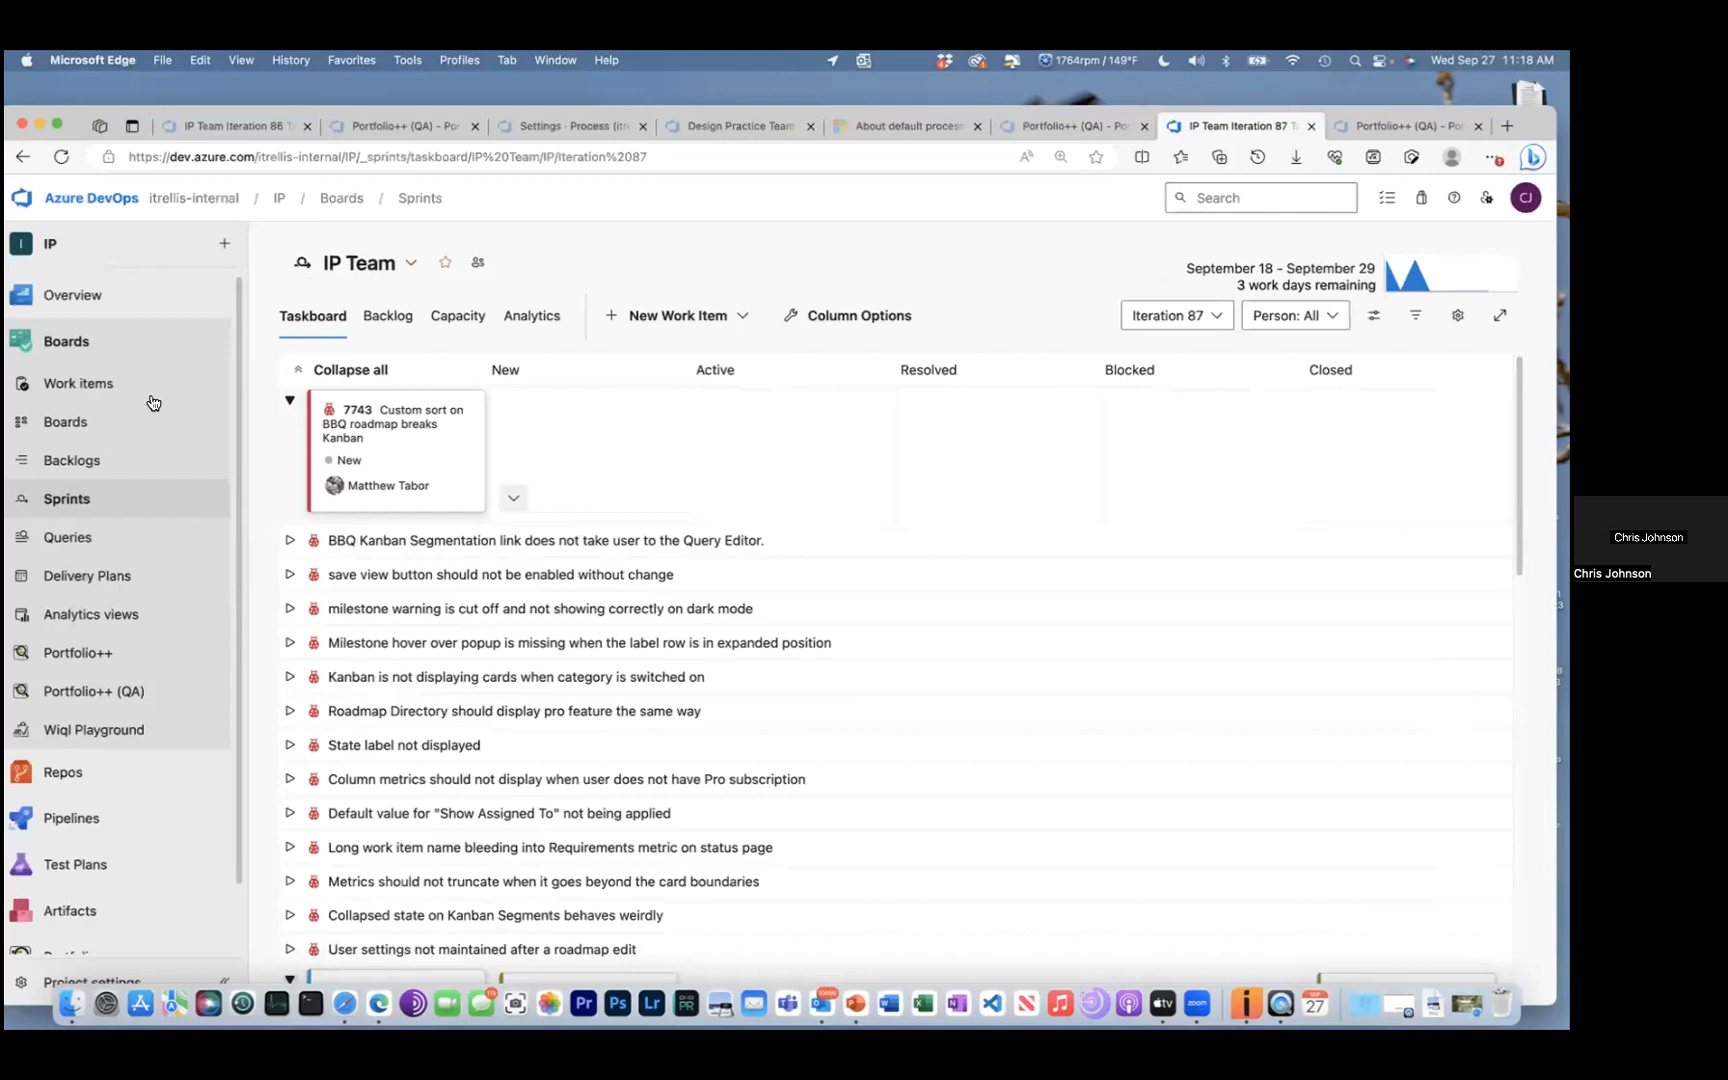 Microsoft Edge File Edit View History Favorites Tools Profiles Tab Window Help 1764rpm / 149°F Wed Sep 27 11:18 AM
IP Team Iteration 86 Portfolio++ (QA) - Por Settings · Process (itr Design Practice Team About default process Portfolio++ (QA) - Po IP Team Iteration 87 Portfolio++ (QA) - Po
https://dev.azure.com/itrellis-internal/IP/_sprints/taskboard/IP%20Team/IP/Iteration%2087
Azure DevOps itrellis-internal / IP / Boards / Sprints
Search
CJ
I IP
Overview
Boards
Work items
Boards
Backlogs
Sprints
Queries
Delivery Plans
Analytics views
Portfolio++
Portfolio++ (QA)
Wiql Playground
Repos
Pipelines
Test Plans
Artifacts
Project settings
IP Team
September 18 - September 29
3 work days remaining
Taskboard Backlog Capacity Analytics New Work Item Column Options Iteration 87 Person: All
Collapse all New Active Resolved Blocked Closed
7743 Custom sort on
BBQ roadmap breaks
Kanban
New
Matthew Tabor
BBQ Kanban Segmentation link does not take user to the Query Editor.
save view button should not be enabled without change
milestone warning is cut off and not showing correctly on dark mode
Milestone hover over popup is missing when the label row is in expanded position
Kanban is not displaying cards when category is switched on
Roadmap Directory should display pro feature the same way
State label not displayed
Column metrics should not display when user does not have Pro subscription
Default value for "Show Assigned To" not being applied
Long work item name bleeding into Requirements metric on status page
Metrics should not truncate when it goes beyond the card boundaries
Collapsed state on Kanban Segments behaves weirdly
User settings not maintained after a roadmap edit
Pr Ps Lr PR tv zoom SEP 27
Chris Johnson
Chris Johnson